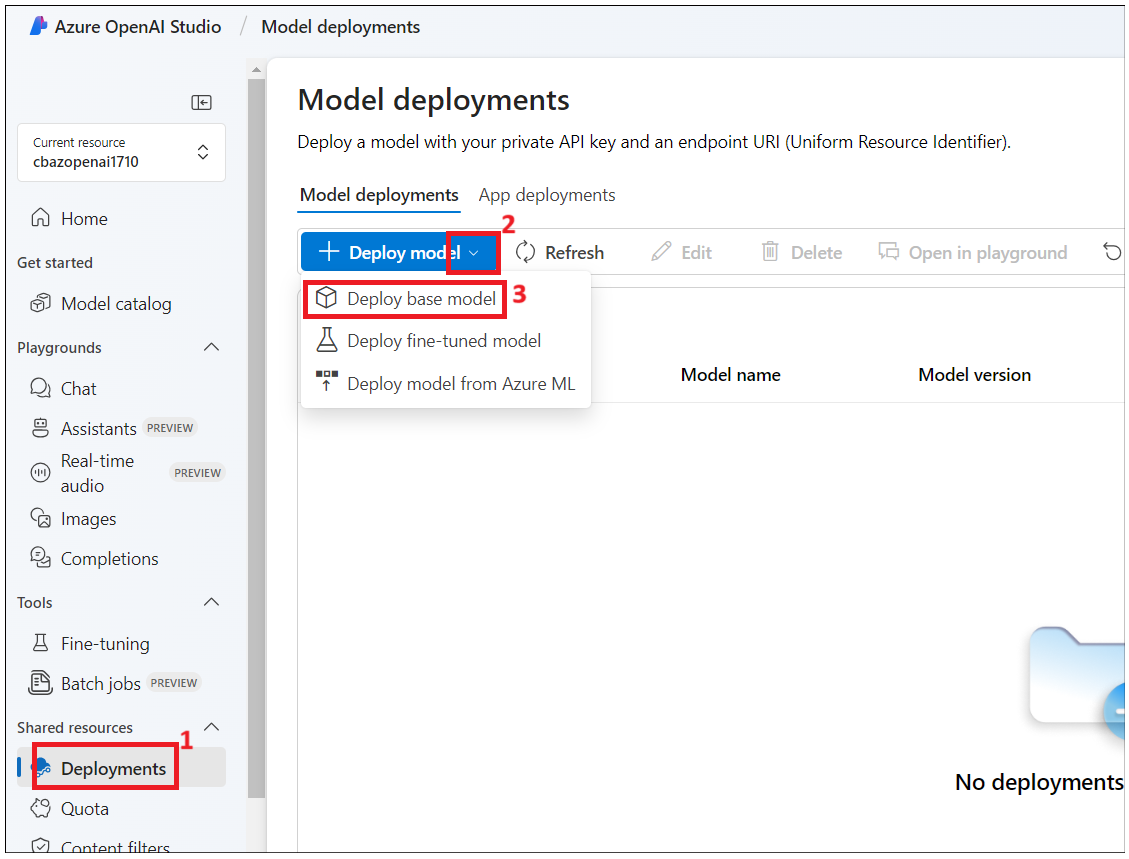 Azure OpenAI Studio / Model deployments
Current resource
cbazopenai1710
Home
Get started
Model catalog
Playgrounds
Chat
Assistants PREVIEW
Real-time
audio PREVIEW
Images
Completions
Tools
Fine-tuning
Batch jobs PREVIEW
Shared resources
1
Deployments
Quota
Content filters
Model deployments
Deploy a model with your private API key and an endpoint URI (Uniform Resource Identifier).
Model deployments App deployments
2
Deploy model Refresh Edit Delete Open in playground
Deploy base model 3
Deploy fine-tuned model
Deploy model from Azure ML
Model name Model version
No deployments